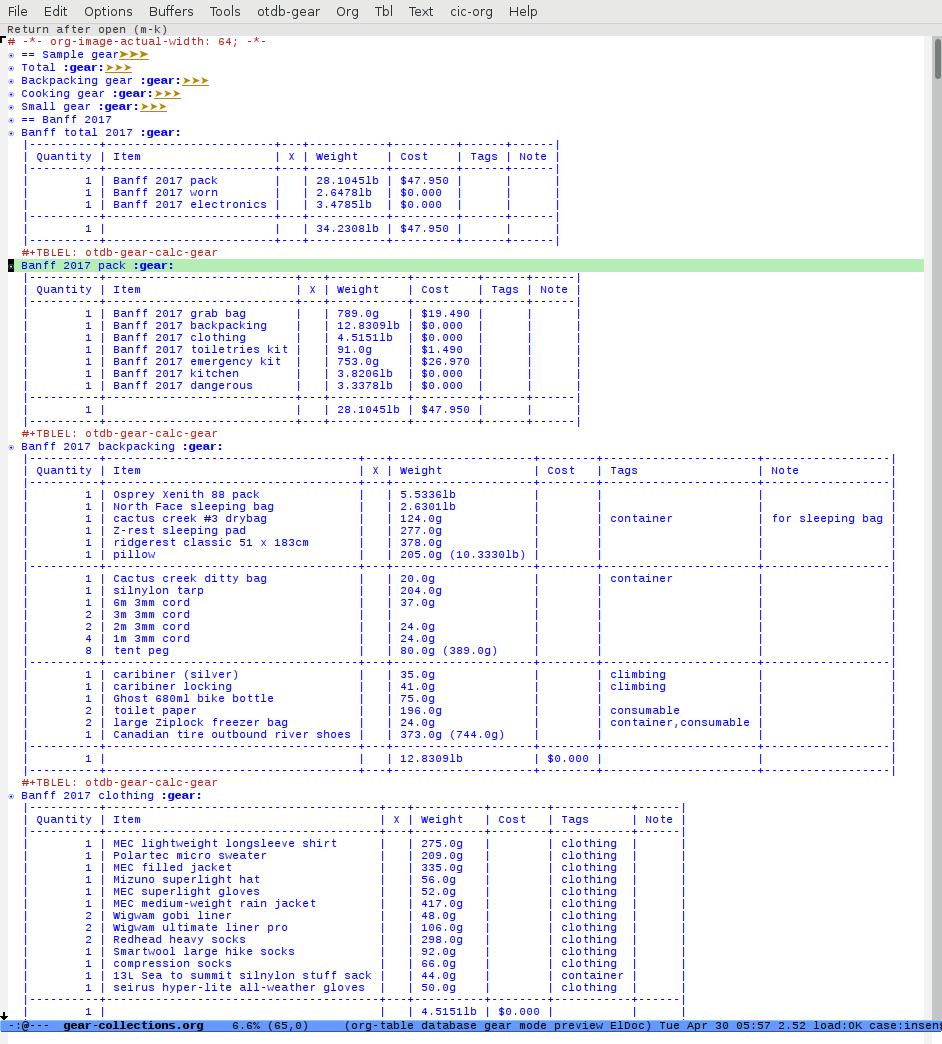 File Edit Options Buffers Tools otdb-gear Org Tbl Text cic-org Help
Return after open (m-k)
# -*- org-image-actual-width: 64; -*-
== Sample gear➤➤➤
Total :gear:➤➤➤
Backpacking gear :gear:➤➤➤
Cooking gear :gear:➤➤➤
Small gear :gear:➤➤➤
== Banff 2017
Banff total 2017 :gear:
|----------+------------------------+---+-----------+---------+------+------|
| Quantity | Item | X | Weight | Cost | Tags | Note |
|----------+------------------------+---+-----------+---------+------+------|
| 1 | Banff 2017 pack | | 28.1045lb | $47.950 | | |
| 1 | Banff 2017 worn | | 2.6478lb | $0.000 | | |
| 1 | Banff 2017 electronics | | 3.4785lb | $0.000 | | |
|----------+------------------------+---+-----------+---------+------+------|
| 1 | | | 34.2308lb | $47.950 | | |
|----------+------------------------+---+-----------+---------+------+------|
#+TBLEL: otdb-gear-calc-gear
Banff 2017 pack :gear:
|----------+---------------------------+---+-----------+---------+------+------|
| Quantity | Item | X | Weight | Cost | Tags | Note |
|----------+---------------------------+---+-----------+---------+------+------|
| 1 | Banff 2017 grab bag | | 789.0g | $19.490 | | |
| 1 | Banff 2017 backpacking | | 12.8309lb | $0.000 | | |
| 1 | Banff 2017 clothing | | 4.5151lb | $0.000 | | |
| 1 | Banff 2017 toiletries kit | | 91.0g | $1.490 | | |
| 1 | Banff 2017 emergency kit | | 753.0g | $26.970 | | |
| 1 | Banff 2017 kitchen | | 3.8206lb | $0.000 | | |
| 1 | Banff 2017 dangerous | | 3.3378lb | $0.000 | | |
|----------+---------------------------+---+-----------+---------+------+------|
| 1 | | | 28.1045lb | $47.950 | | |
|----------+---------------------------+---+-----------+---------+------+------|
#+TBLEL: otdb-gear-calc-gear
Banff 2017 backpacking :gear:
|----------+------------------------------------+---+--------------------+--------+----------------------+------------------|
| Quantity | Item | X | Weight | Cost | Tags | Note |
|----------+------------------------------------+---+--------------------+--------+----------------------+------------------|
| 1 | Osprey Xenith 88 pack | | 5.5336lb | | | |
| 1 | North Face sleeping bag | | 2.6301lb | | | |
| 1 | cactus creek #3 drybag | | 124.0g | | container | for sleeping bag |
| 1 | Z-rest sleeping pad | | 277.0g | | | |
| 1 | ridgerest classic 51 x 183cm | | 378.0g | | | |
| 1 | pillow | | 205.0g (10.3330lb) | | | |
|----------+------------------------------------+---+--------------------+--------+----------------------+------------------|
| 1 | Cactus creek ditty bag | | 20.0g | | container | |
| 1 | silnylon tarp | | 204.0g | | | |
| 1 | 6m 3mm cord | | 37.0g | | | |
| 2 | 3m 3mm cord | | | | | |
| 2 | 2m 3mm cord | | 24.0g | | | |
| 4 | 1m 3mm cord | | 24.0g | | | |
| 8 | tent peg | | 80.0g (389.0g) | | | |
|----------+------------------------------------+---+--------------------+--------+----------------------+------------------|
| 1 | caribiner (silver) | | 35.0g | | climbing | |
| 1 | caribiner locking | | 41.0g | | climbing | |
| 1 | Ghost 680ml bike bottle | | 75.0g | | | |
| 2 | toilet paper | | 196.0g | | consumable | |
| 2 | large Ziplock freezer bag | | 24.0g | | container,consumable | |
| 1 | Canadian tire outbound river shoes | | 373.0g (744.0g) | | | |
|----------+------------------------------------+---+--------------------+--------+----------------------+------------------|
| 1 | | | 12.8309lb | $0.000 | | |
|----------+------------------------------------+---+--------------------+--------+----------------------+------------------|
#+TBLEL: otdb-gear-calc-gear
Banff 2017 clothing :gear:
|----------+---------------------------------------+---+----------+--------+-----------+------|
| Quantity | Item | X | Weight | Cost | Tags | Note |
|----------+---------------------------------------+---+----------+--------+-----------+------|
| 1 | MEC lightweight longsleeve shirt | | 275.0g | | clothing | |
| 1 | Polartec micro sweater | | 209.0g | | clothing | |
| 1 | MEC filled jacket | | 335.0g | | clothing | |
| 1 | Mizuno superlight hat | | 56.0g | | clothing | |
| 1 | MEC superlight gloves | | 52.0g | | clothing | |
| 1 | MEC medium-weight rain jacket | | 417.0g | | clothing | |
| 2 | Wigwam gobi liner | | 48.0g | | clothing | |
| 2 | Wigwam ultimate liner pro | | 106.0g | | clothing | |
| 2 | Redhead heavy socks | | 298.0g | | clothing | |
| 1 | Smartwool large hike socks | | 92.0g | | clothing | |
| 1 | compression socks | | 66.0g | | clothing | |
| 1 | 13L Sea to summit silnylon stuff sack | | 44.0g | | container | |
| 1 | seirus hyper-lite all-weather gloves | | 50.0g | | clothing | |
|----------+---------------------------------------+---+----------+--------+-----------+------|
| 1 | | | 4.5151lb | $0.000 | | |
-:@--- gear-collections.org 6.6% (65,0) (org-table database gear mode preview ElDoc) Tue Apr 30 05:57 2.52 load:OK case:insens